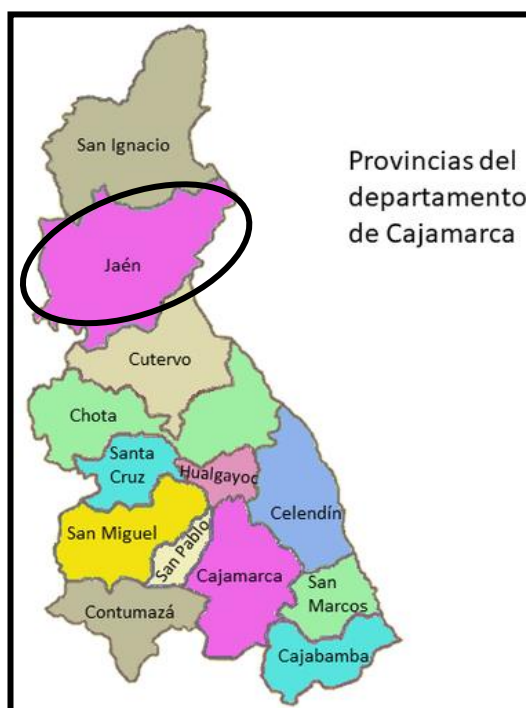 San Ignacio
Provincias del
departamento
de Cajamarca
Jaén
Cutervo
Chota
Santa
Cruz
Hualgayoc
Celendín
San Miguel
San Pablo
Cajamarca
San
Marcos
Contumazá
Cajabamba